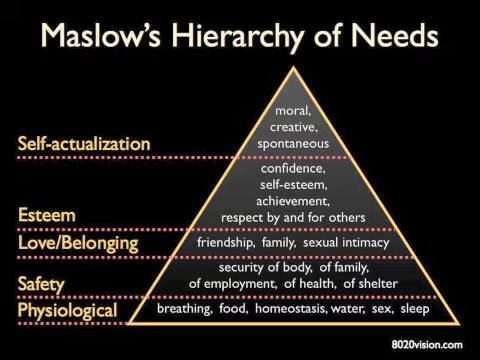 Maslow's Hierarchy of Needs
moral,
creative,
spontaneous
Self-actualization
confidence,
self-esteem,
achievement,
respect by and for others
Esteem
Love/Belonging
friendship, family, sexual intimacy
security of body, of family,
of employment, of health, of shelter
Safety
Physiological
breathing, food, homeostasis, water, sex, sleep
8020vision.com